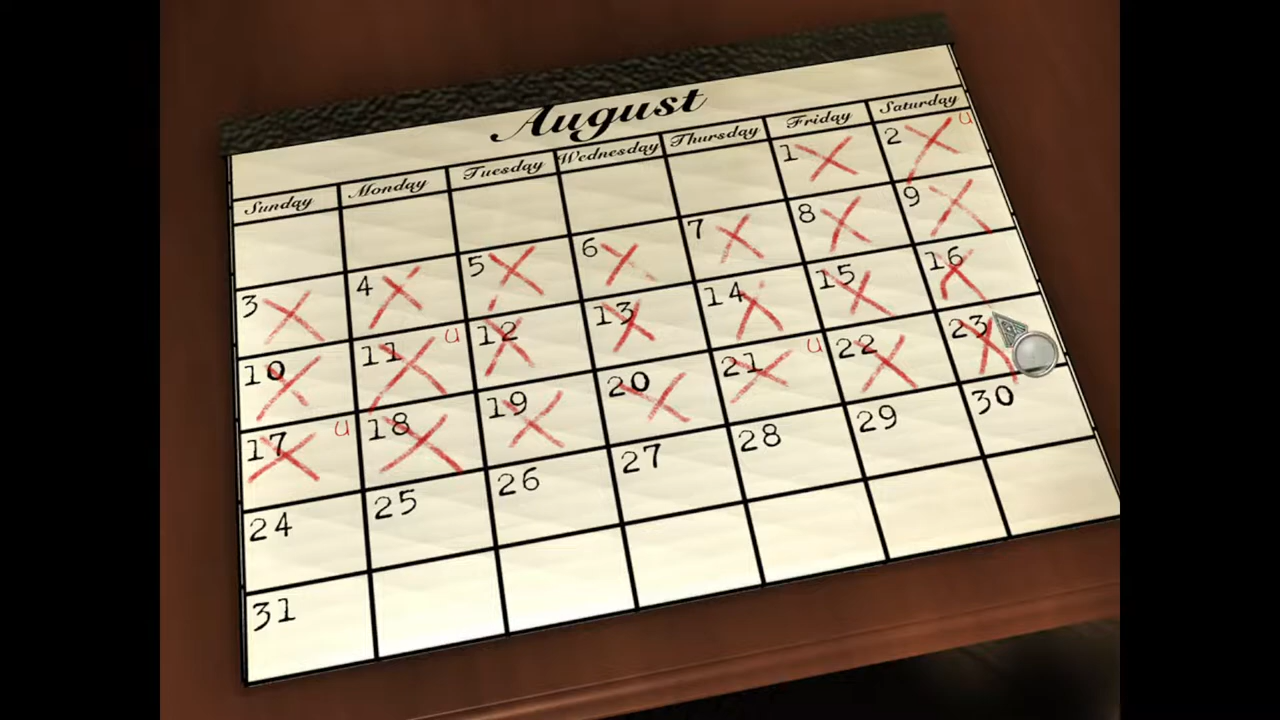 August
Sunday Monday Tuesday Wednesday Thursday Friday Saturday
1 2 u
3 4 5 6 7 8 9
10 11 u 12 13 14 15 16
17 u 18 19 20 21 u 22 23
24 25 26 27 28 29 30
31